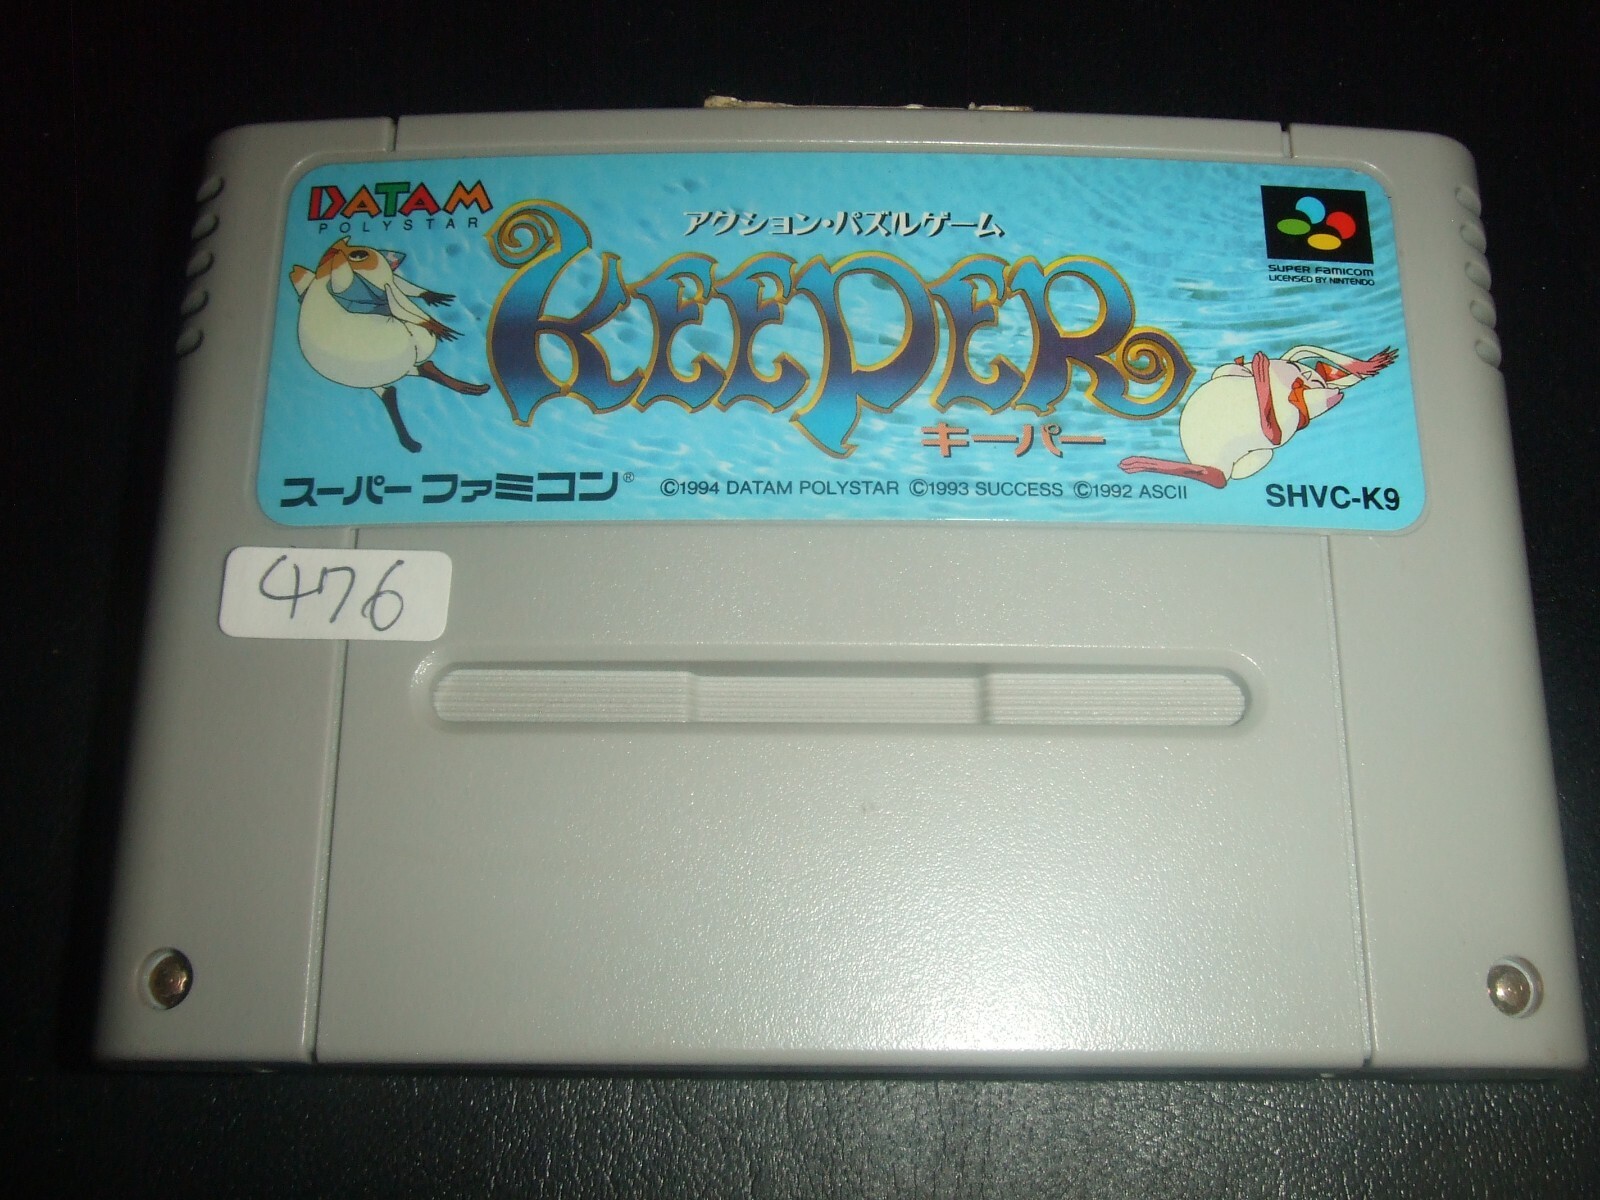 DATAM
POLYSTAR
アクション・パズルゲーム
KEEPER
キーパー
SUPER FAMICOM
LICENSED BY NINTENDO
スーパーファミコン®
©1994 DATAM POLYSTAR ©1993 SUCCESS ©1992 ASCII
SHVC-K9
476